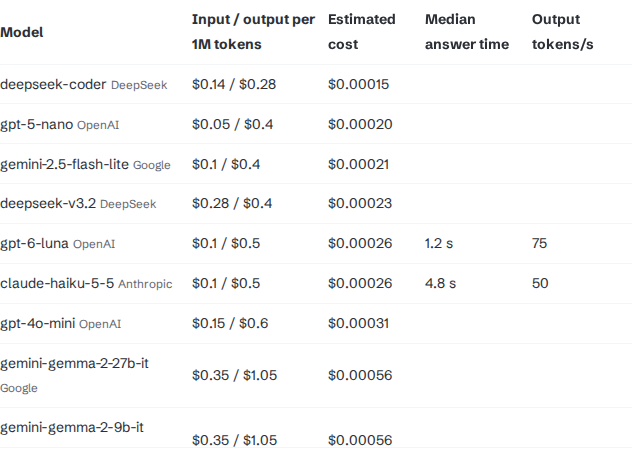 Model Input / output per 1M tokens Estimated cost Median answer time Output tokens/s
deepseek-coder DeepSeek $0.14 / $0.28 $0.00015
gpt-5-nano OpenAI $0.05 / $0.4 $0.00020
gemini-2.5-flash-lite Google $0.1 / $0.4 $0.00021
deepseek-v3.2 DeepSeek $0.28 / $0.4 $0.00023
gpt-6-luna OpenAI $0.1 / $0.5 $0.00026 1.2 s 75
claude-haiku-5-5 Anthropic $0.1 / $0.5 $0.00026 4.8 s 50
gpt-4o-mini OpenAI $0.15 / $0.6 $0.00031
gemini-gemma-2-27b-it
Google $0.35 / $1.05 $0.00056
gemini-gemma-2-9b-it
$0.35 / $1.05 $0.00056